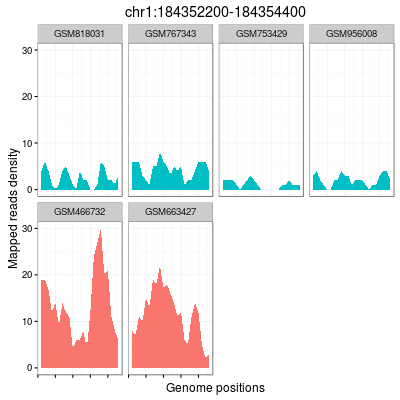 chr1:184352200-184354400
GSM818031 GSM767343 GSM753429 GSM956008
30
20
10
0
GSM466732 GSM663427
30
20
10
0
Mapped reads density
Genome positions